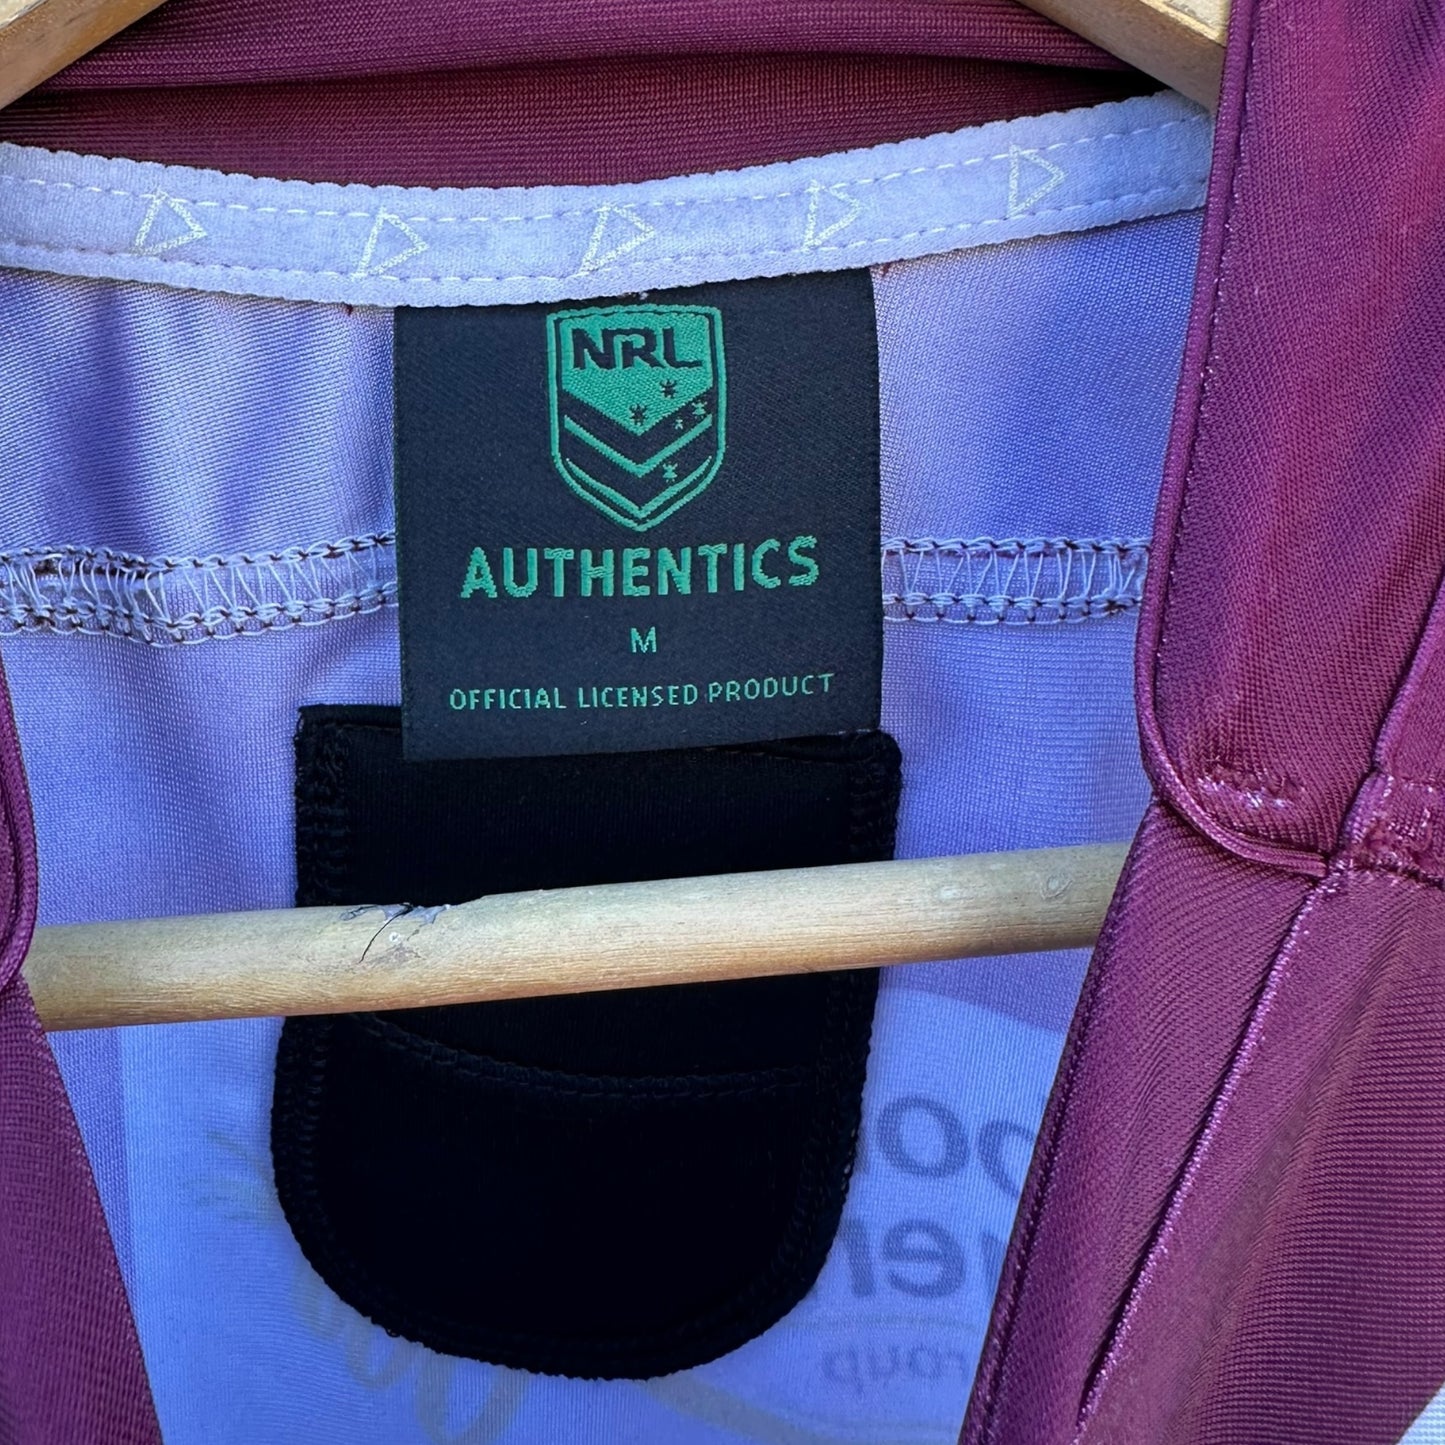 NRL
AUTHENTICS
M
OFFICIAL LICENSED PRODUCT